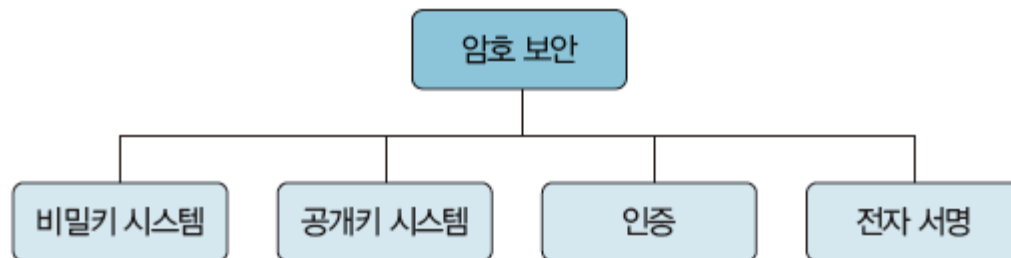 암호 보안
비밀키 시스템
공개키 시스템
인증
전자 서명